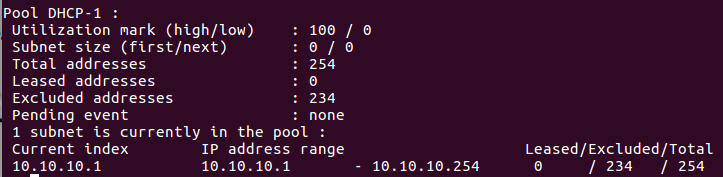 Pool DHCP-1 :
 Utilization mark (high/low)    : 100 / 0
 Subnet size (first/next)       : 0 / 0
 Total addresses                : 254
 Leased addresses               : 0
 Excluded addresses             : 234
 Pending event                  : none
 1 subnet is currently in the pool :
 Current index        IP address range                    Leased/Excluded/Total
 10.10.10.1           10.10.10.1       - 10.10.10.254      0     / 234   / 254